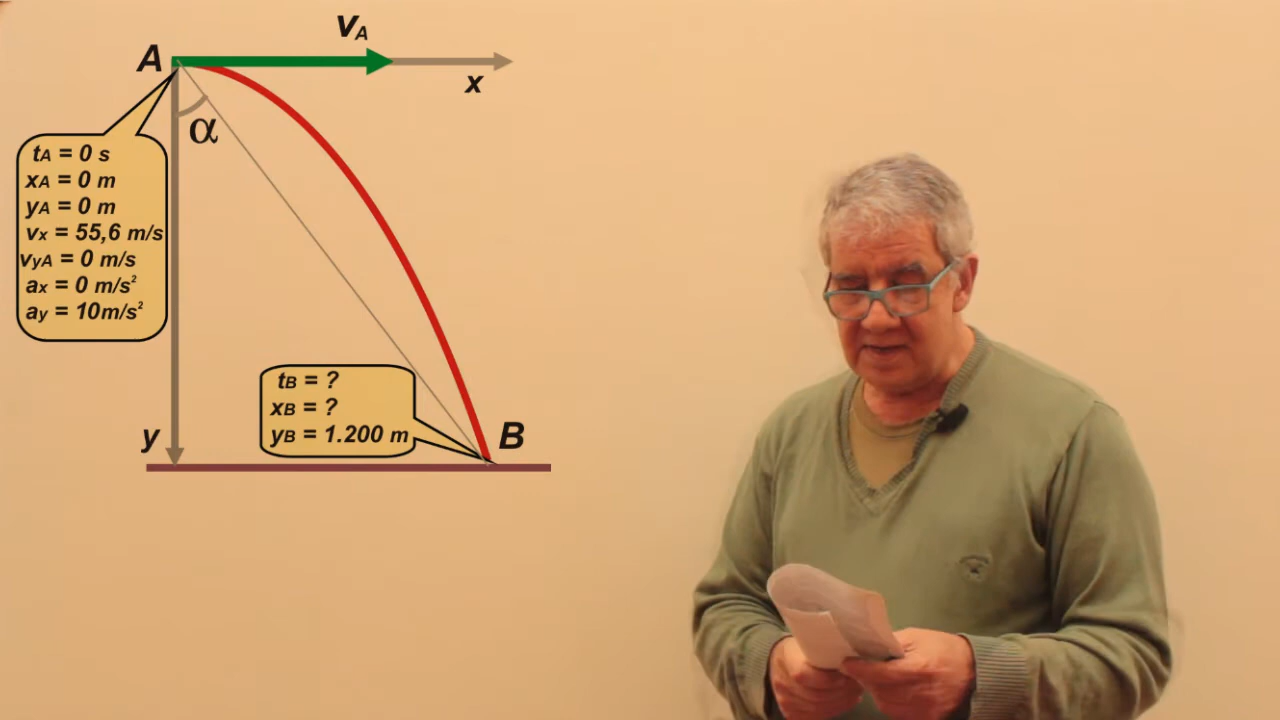 vA
A
x
α
tA = 0 s
xA = 0 m
yA = 0 m
vx = 55,6 m/s
vyA = 0 m/s
ax = 0 m/s²
ay = 10m/s²
tB = ?
xB = ?
yB = 1.200 m
B
y